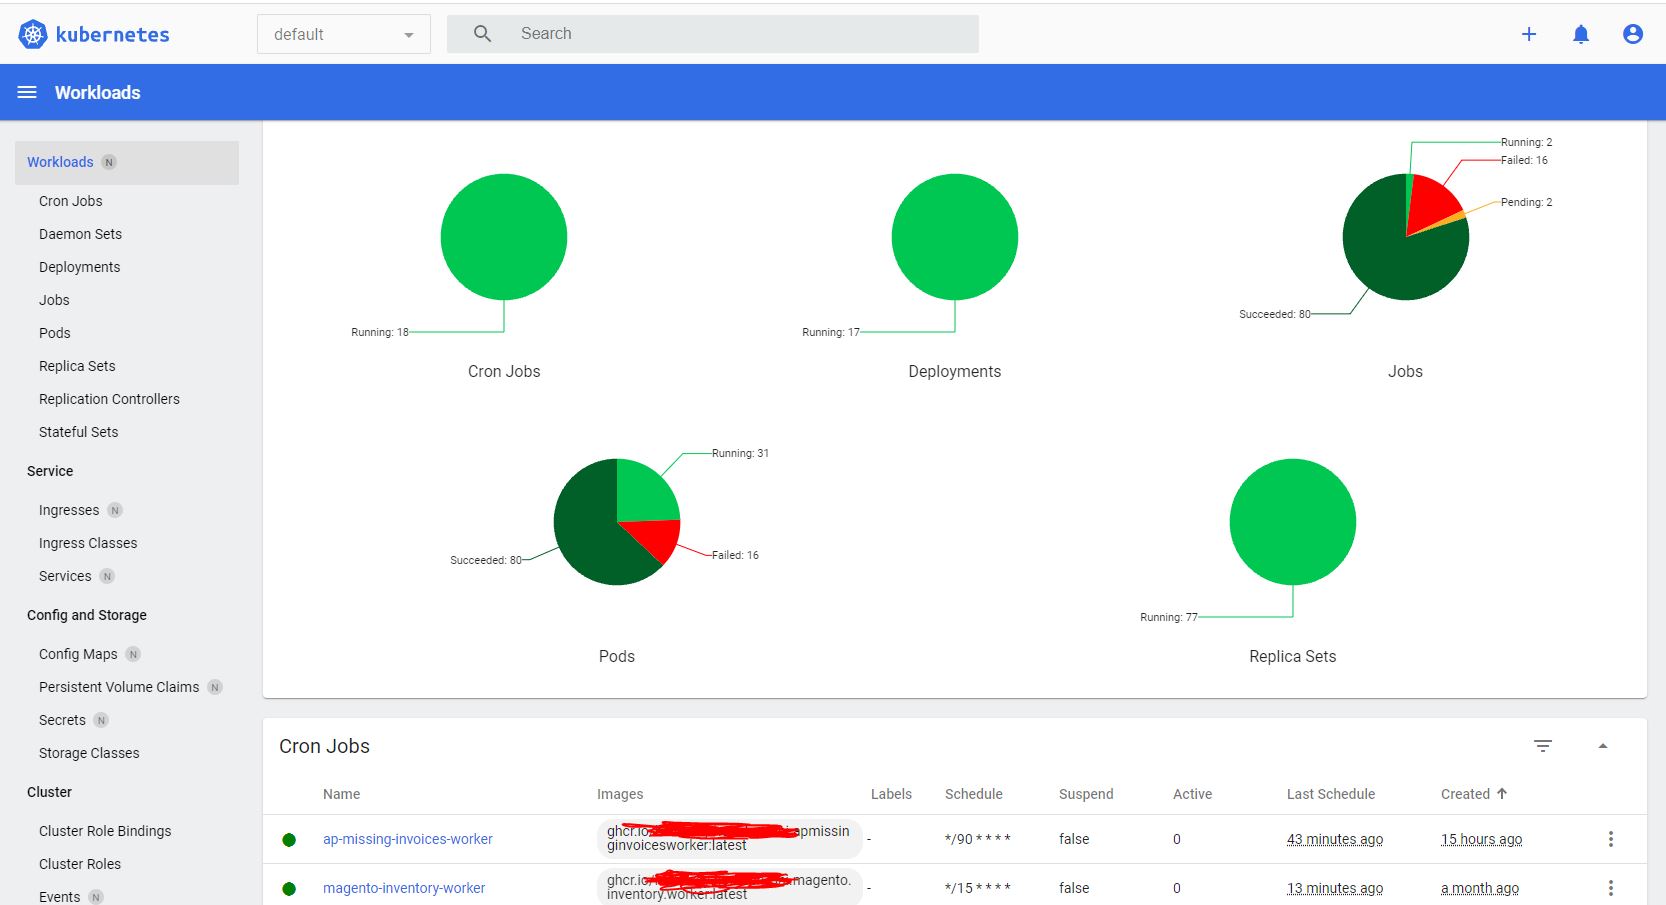 kubernetes
default
Search
Workloads
Workloads N
Cron Jobs
Daemon Sets
Deployments
Jobs
Pods
Replica Sets
Replication Controllers
Stateful Sets
Service
Ingresses N
Ingress Classes
Services N
Config and Storage
Config Maps N
Persistent Volume Claims N
Secrets N
Storage Classes
Cluster
Cluster Role Bindings
Cluster Roles
Events N
Running: 18
Cron Jobs
Running: 17
Deployments
Running: 2
Failed: 16
Pending: 2
Succeeded: 80
Jobs
Running: 31
Failed: 16
Succeeded: 80
Pods
Running: 77
Replica Sets
Cron Jobs
Name Images Labels Schedule Suspend Active Last Schedule Created
ap-missing-invoices-worker ghcr.io/ apmissin - */90 * * * * false 0 43 minutes ago 15 hours ago
ginvoicesworker:latest
magento-inventory-worker ghcr.io/ .magento. - */15 * * * * false 0 13 minutes ago a month ago
inventory.worker:latest